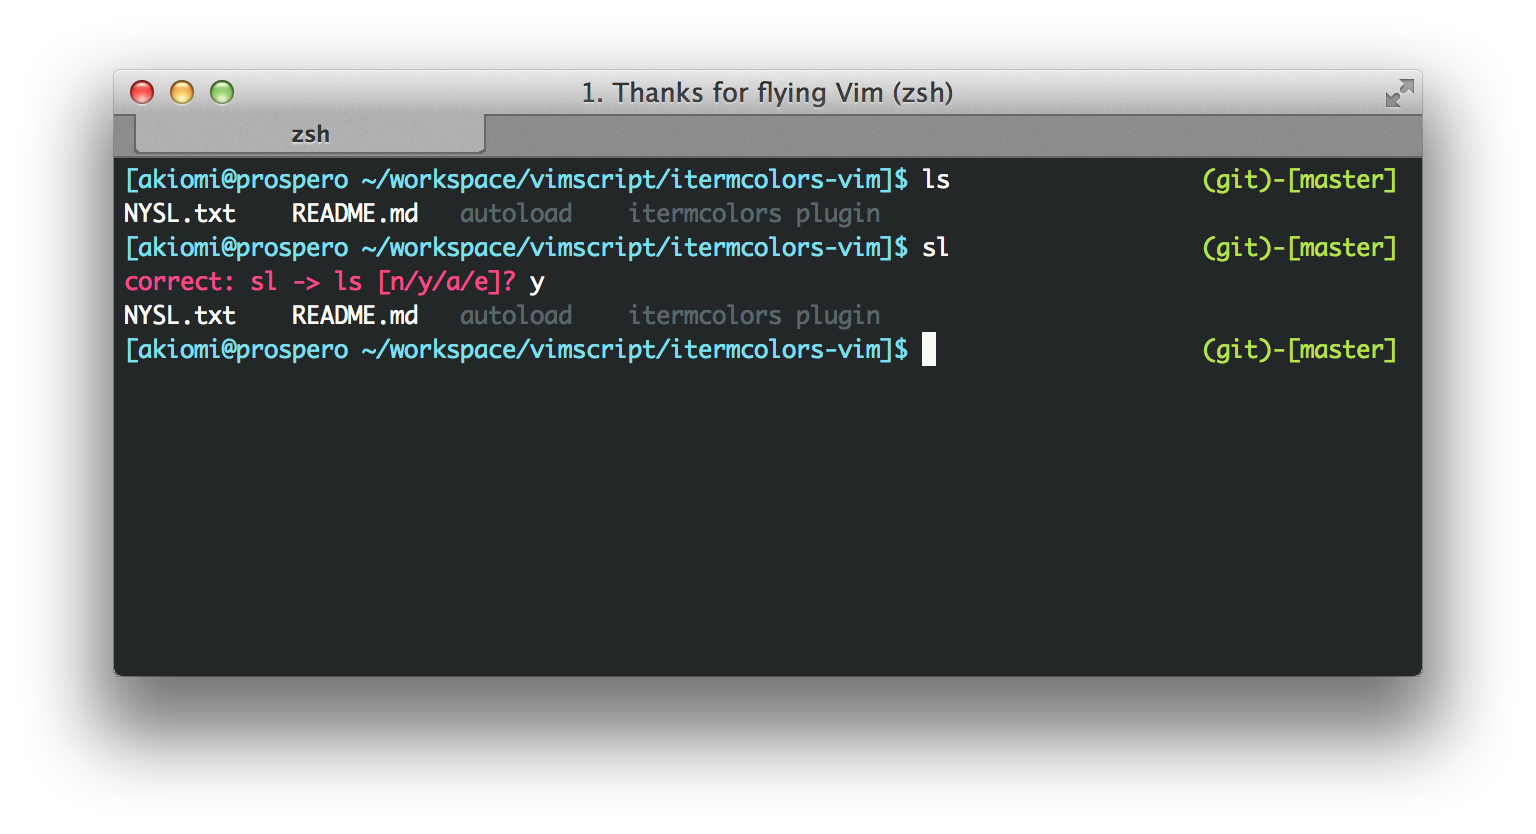 1. Thanks for flying Vim (zsh)
zsh
[akiomi@prospero ~/workspace/vimscript/itermcolors-vim]$ ls (git)-[master]
NYSL.txt README.md autoload itermcolors plugin
[akiomi@prospero ~/workspace/vimscript/itermcolors-vim]$ sl (git)-[master]
correct: sl -> ls [n/y/a/e]? y
NYSL.txt README.md autoload itermcolors plugin
[akiomi@prospero ~/workspace/vimscript/itermcolors-vim]$ (git)-[master]